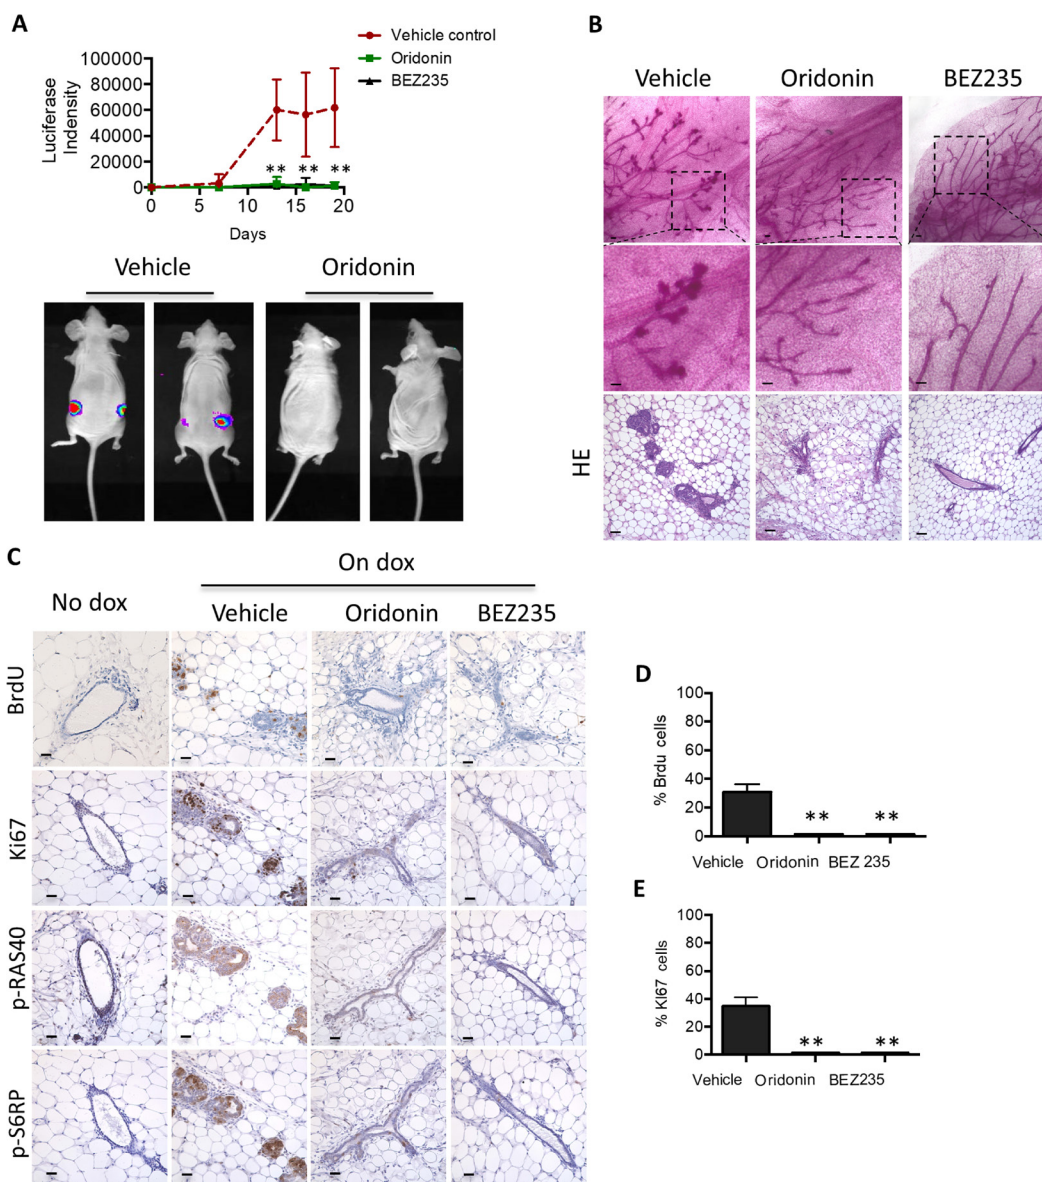 A
Vehicle control
Oridonin
BEZ235
Luciferase
Indensity
100000
80000
60000
40000
20000
0
** ** **
0 5 10 15 20
Days
Vehicle Oridonin
B
Vehicle Oridonin BEZ235
HE
C
On dox
No dox
Vehicle Oridonin BEZ235
BrdU
Ki67
p-RAS40
p-S6RP
D
% Brdu cells
100
80
60
40
20
0
** **
Vehicle Oridonin BEZ 235
E
% KI67 cells
100
80
60
40
20
0
** **
Vehicle Oridonin BEZ235